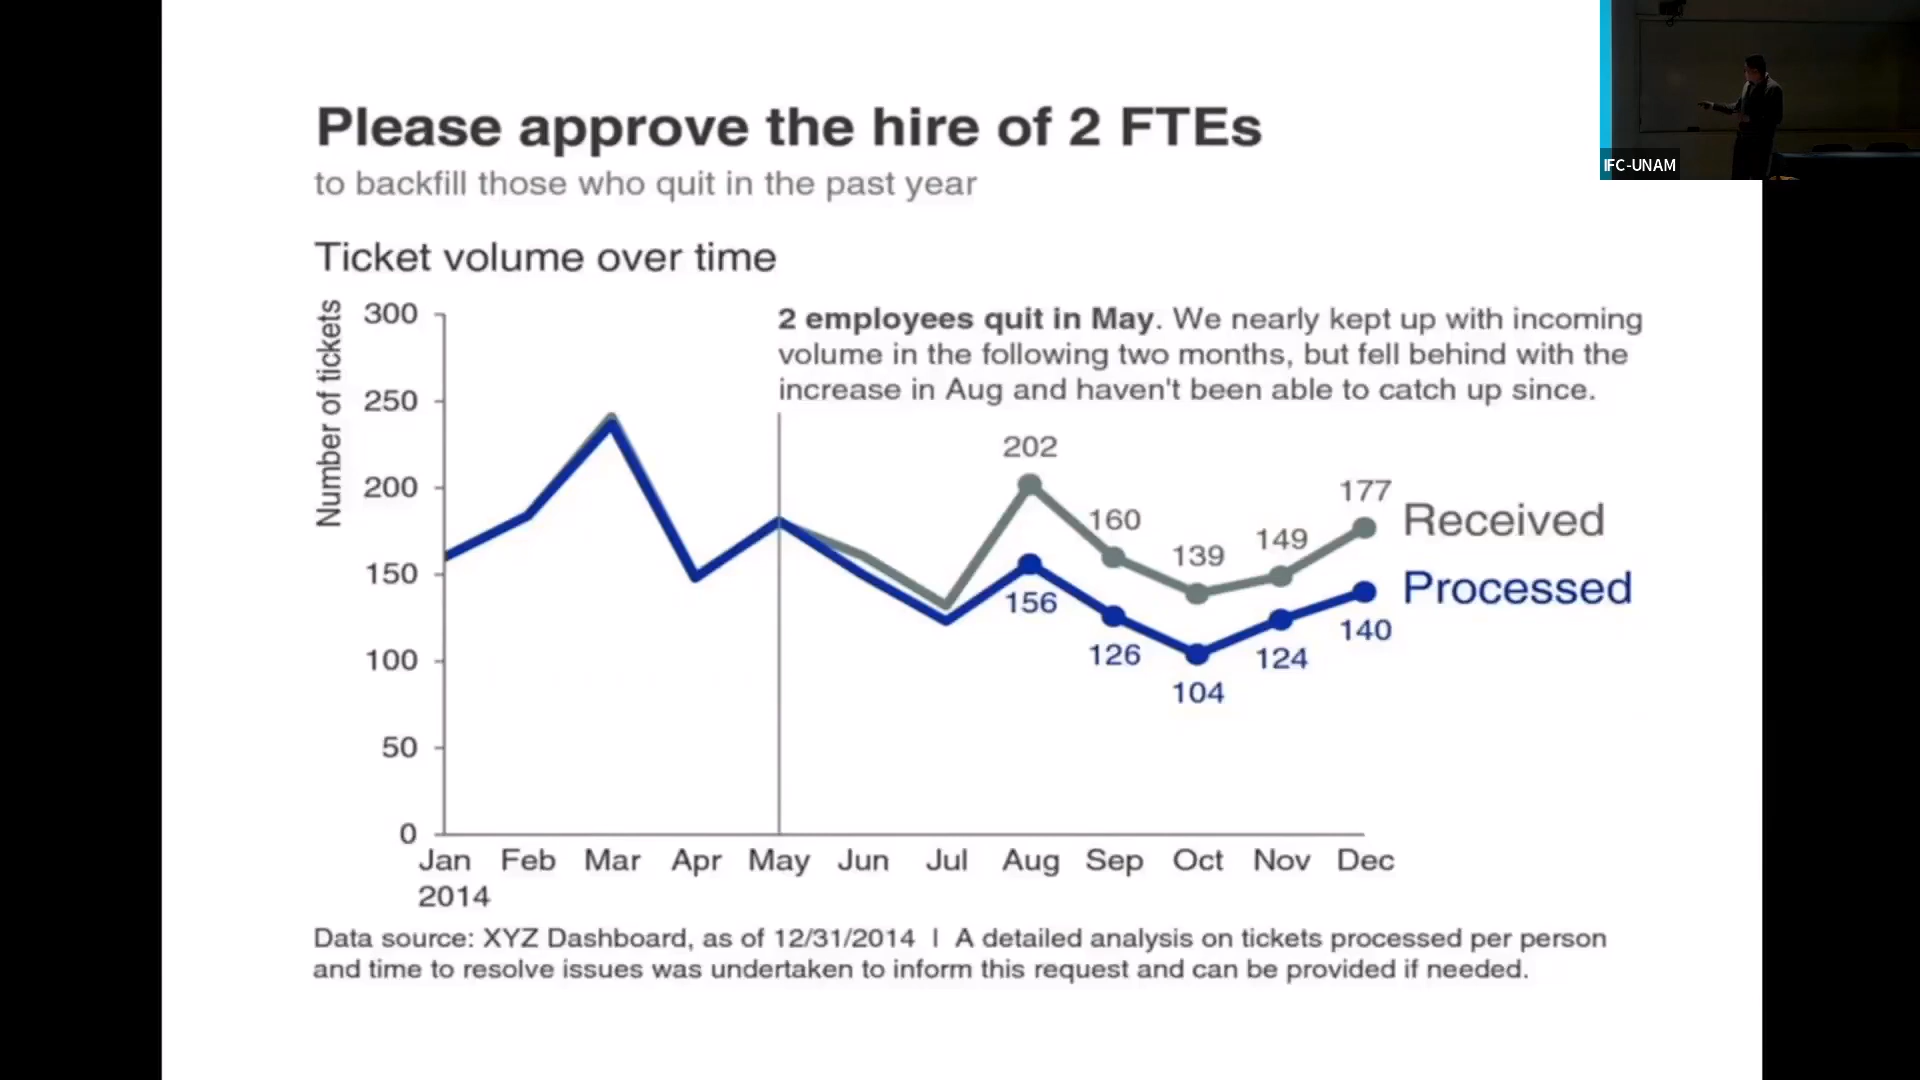 Please approve the hire of 2 FTEs
to backfill those who quit in the past year
Ticket volume over time
Number of tickets
300
250
200
150
100
50
0
2 employees quit in May. We nearly kept up with incoming
volume in the following two months, but fell behind with the
increase in Aug and haven't been able to catch up since.
202
160
139
149
177
Received
156
126
104
124
140
Processed
Jan Feb Mar Apr May Jun Jul Aug Sep Oct Nov Dec
2014
Data source: XYZ Dashboard, as of 12/31/2014 | A detailed analysis on tickets processed per person
and time to resolve issues was undertaken to inform this request and can be provided if needed.
IFC-UNAM